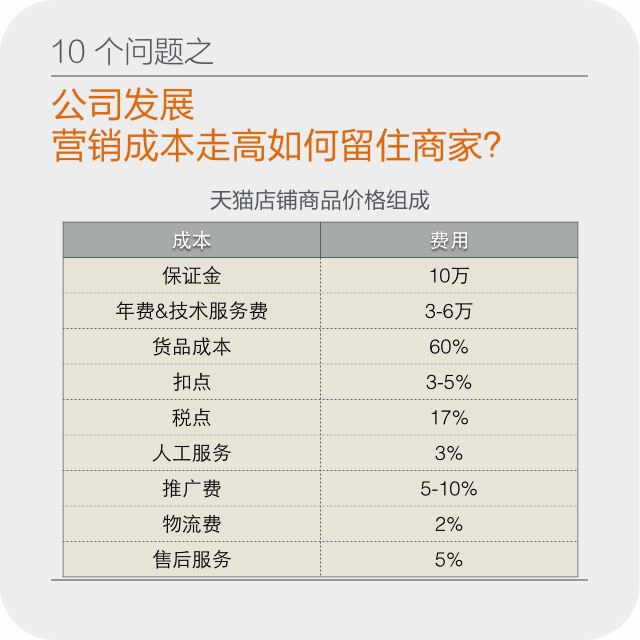 10 个问题之
公司发展
营销成本走高如何留住商家?
天猫店铺商品价格组成
成本 费用
保证金 10万
年费&技术服务费 3-6万
货品成本 60%
扣点 3-5%
税点 17%
人工服务 3%
推广费 5-10%
物流费 2%
售后服务 5%